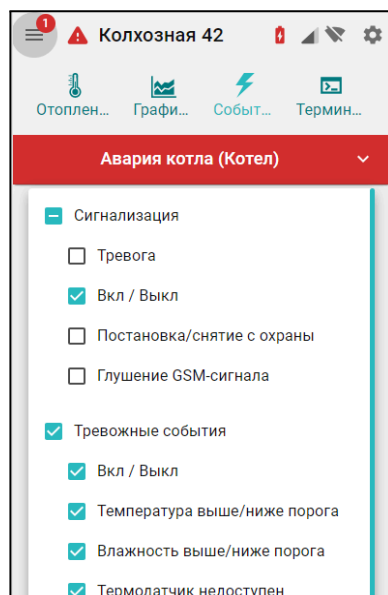 1
Колхозная 42
Отоплен... Графи... Событ... Термин...
Авария котла (Котел)
Сигнализация
Тревога
Вкл / Выкл
Постановка/снятие с охраны
Глушение GSM-сигнала
Тревожные события
Вкл / Выкл
Температура выше/ниже порога
Влажность выше/ниже порога
Термодатчик недоступен